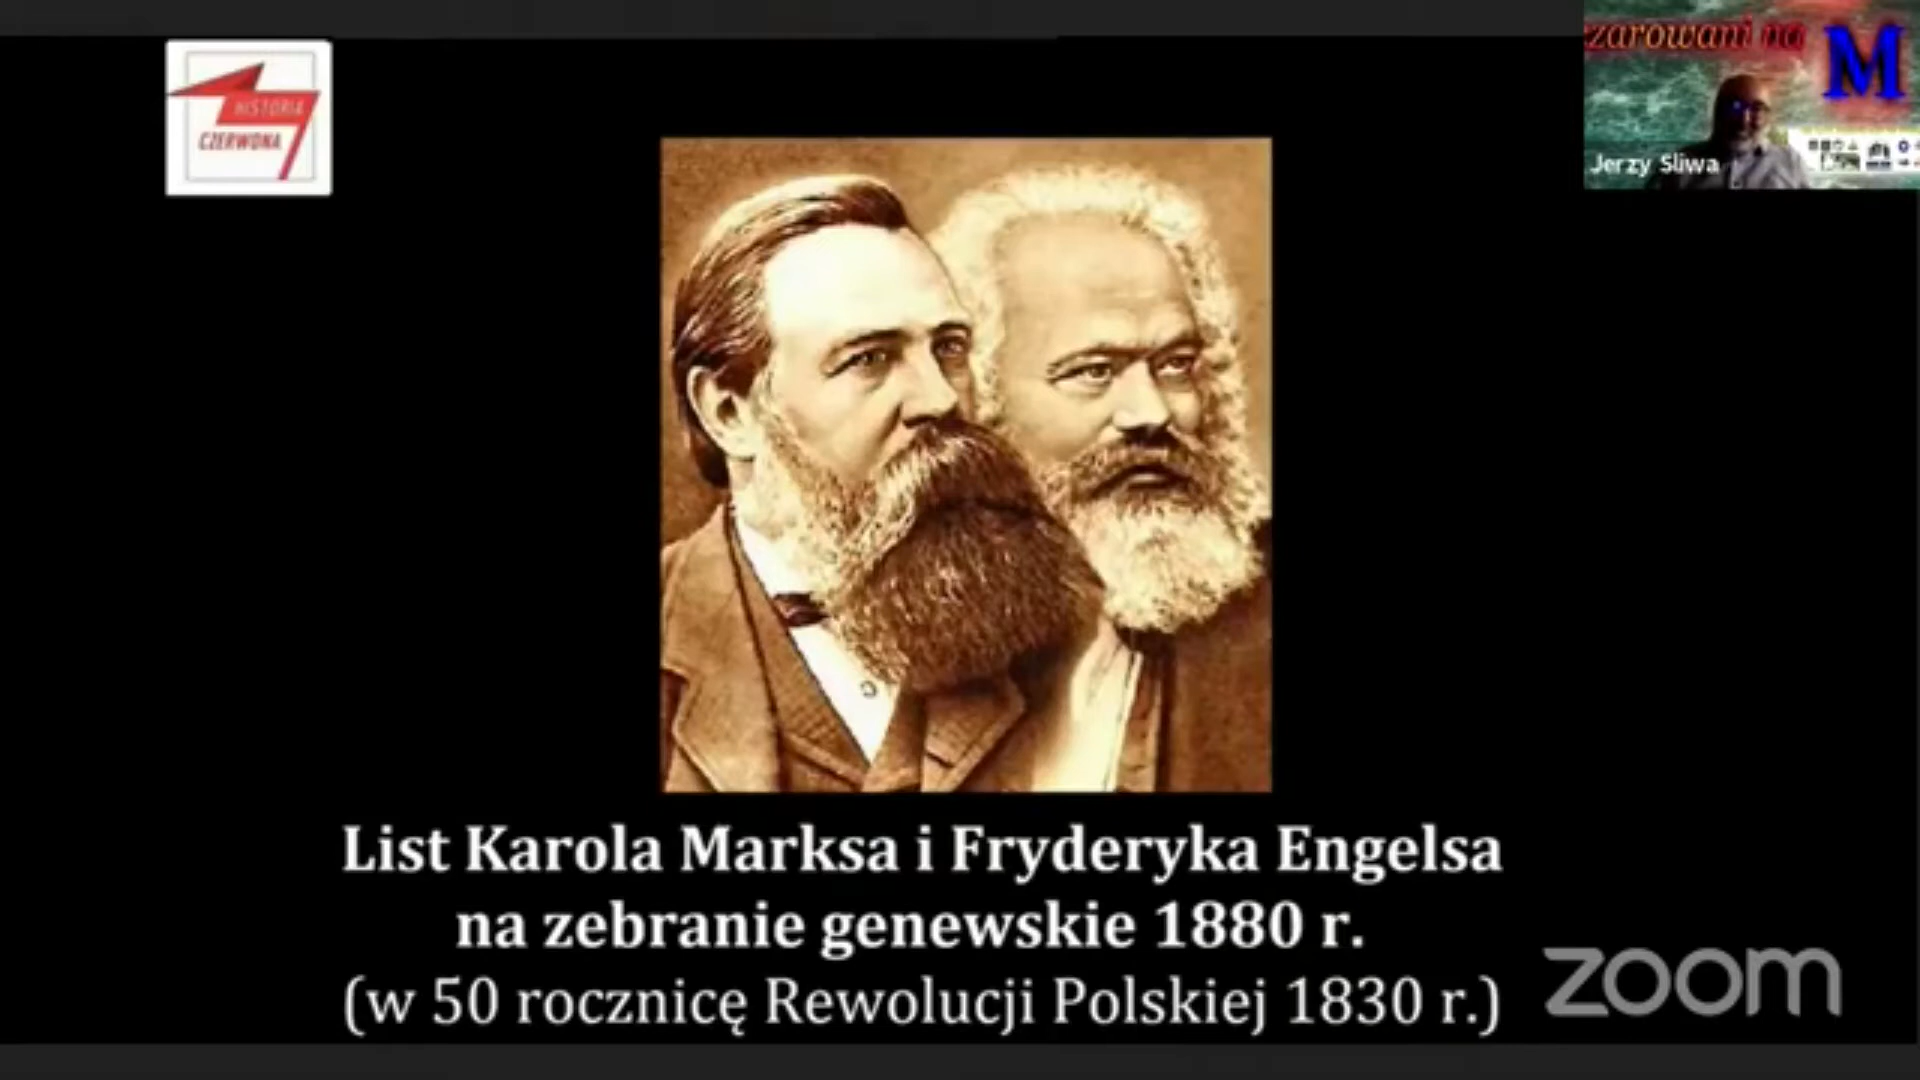 HISTORIA
CZERWONA
zarowani na
M
Jerzy Sliwa
List Karola Marksa i Fryderyka Engelsa
na zebranie genewskie 1880 r.
(w 50 rocznicę Rewolucji Polskiej 1830 r.)
zoom